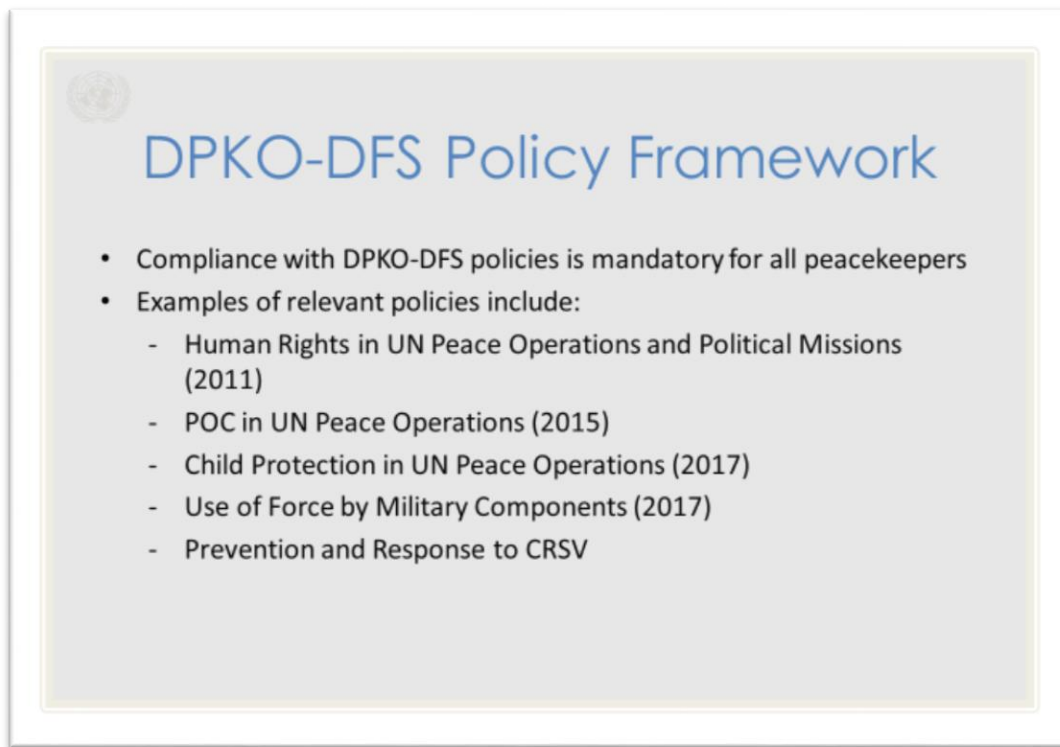 DPKO-DFS Policy Framework
• Compliance with DPKO-DFS policies is mandatory for all peacekeepers
• Examples of relevant policies include:
- Human Rights in UN Peace Operations and Political Missions
(2011)
- POC in UN Peace Operations (2015)
- Child Protection in UN Peace Operations (2017)
- Use of Force by Military Components (2017)
- Prevention and Response to CRSV